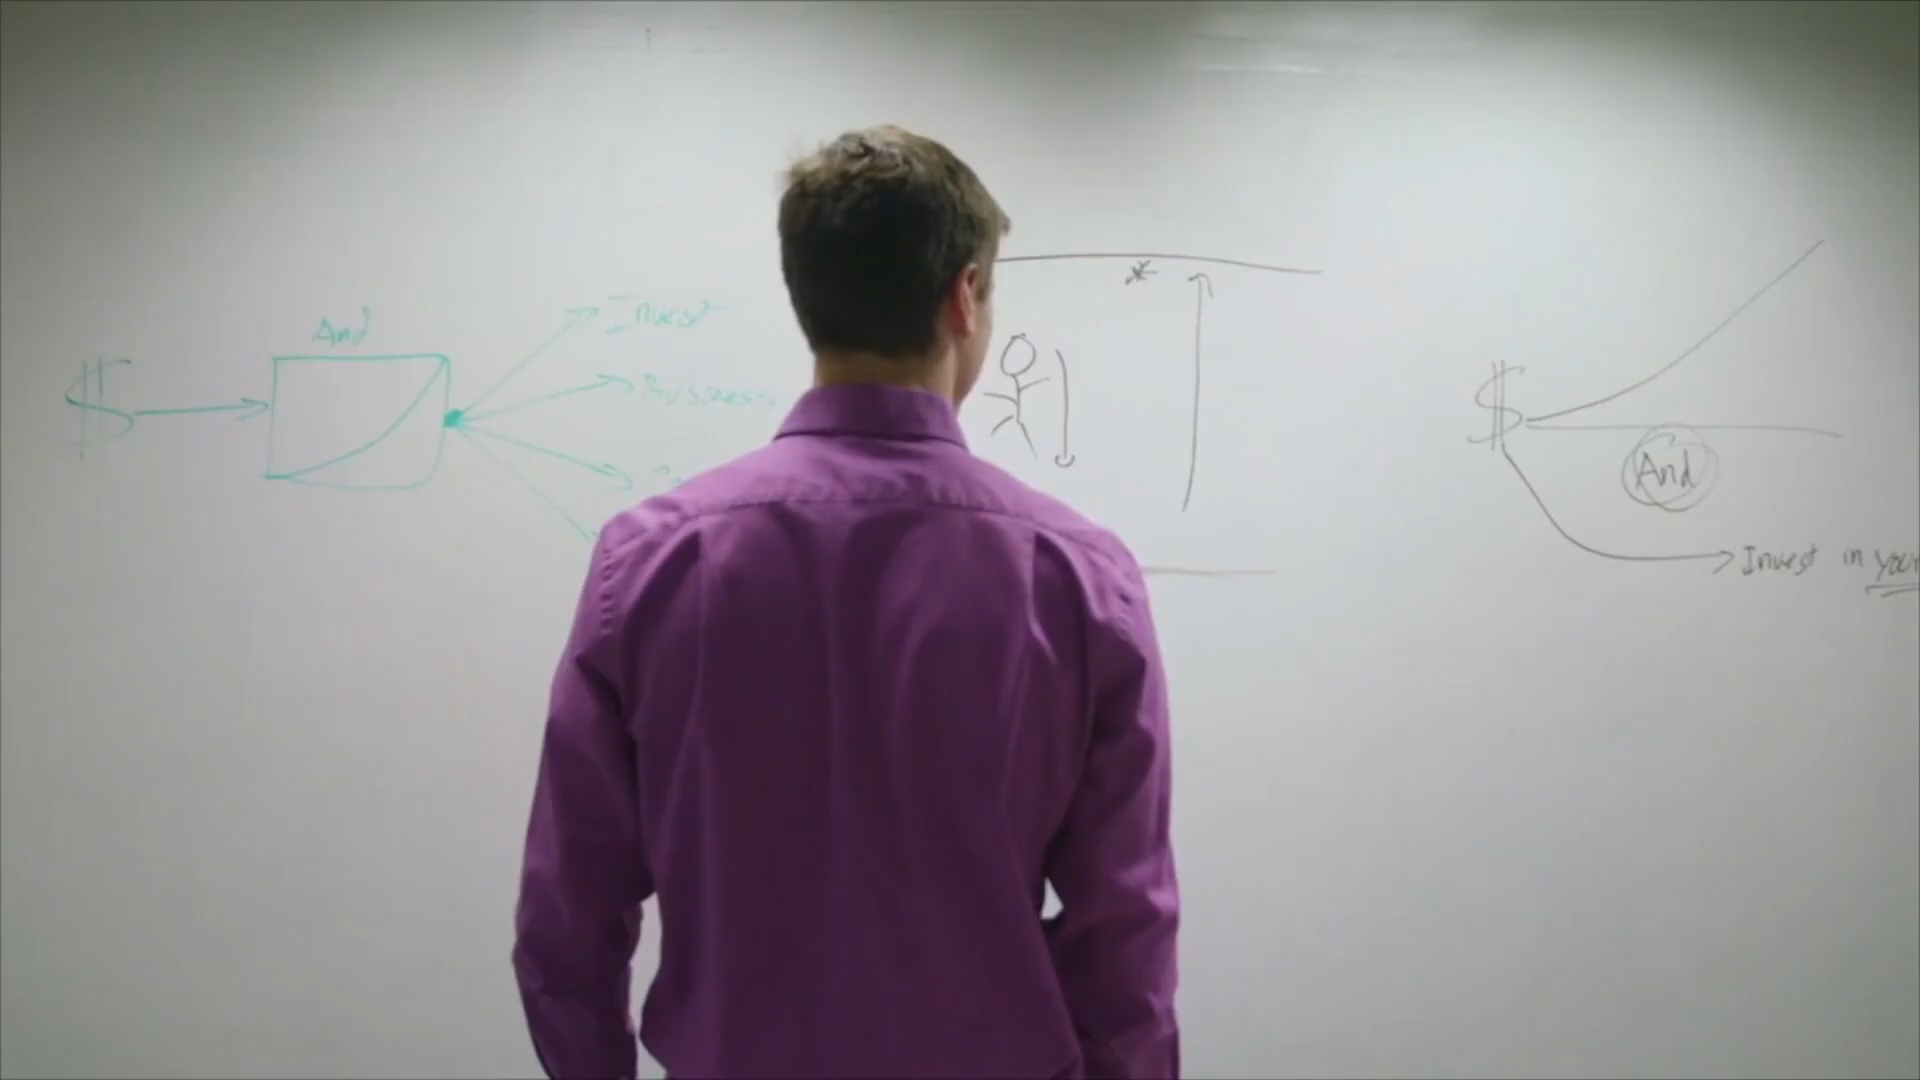 $
And
Invest
Business
$
And
Invest in your